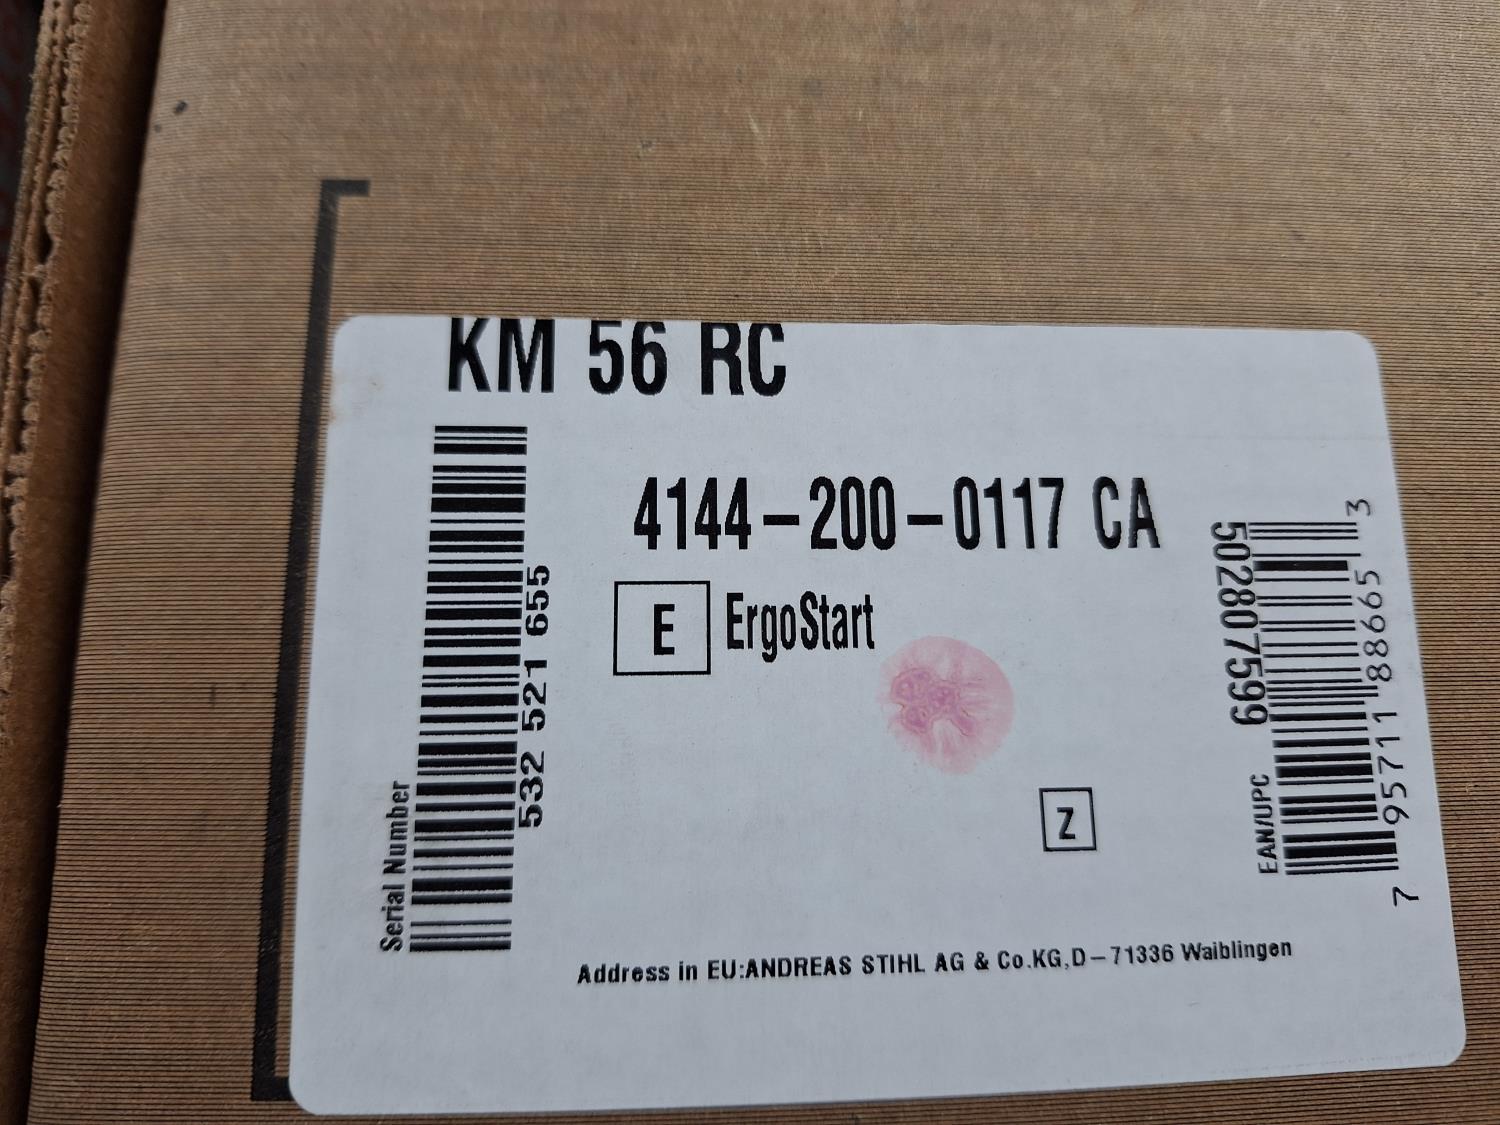 KM 56 RC
4144-200-0117 CA
E ErgoStart
Serial Number
532 521 655
502807599
EAN/UPC
7 95711 88665 3
Z
Address in EU:ANDREAS STIHL AG & Co.KG,D-71336 Waiblingen